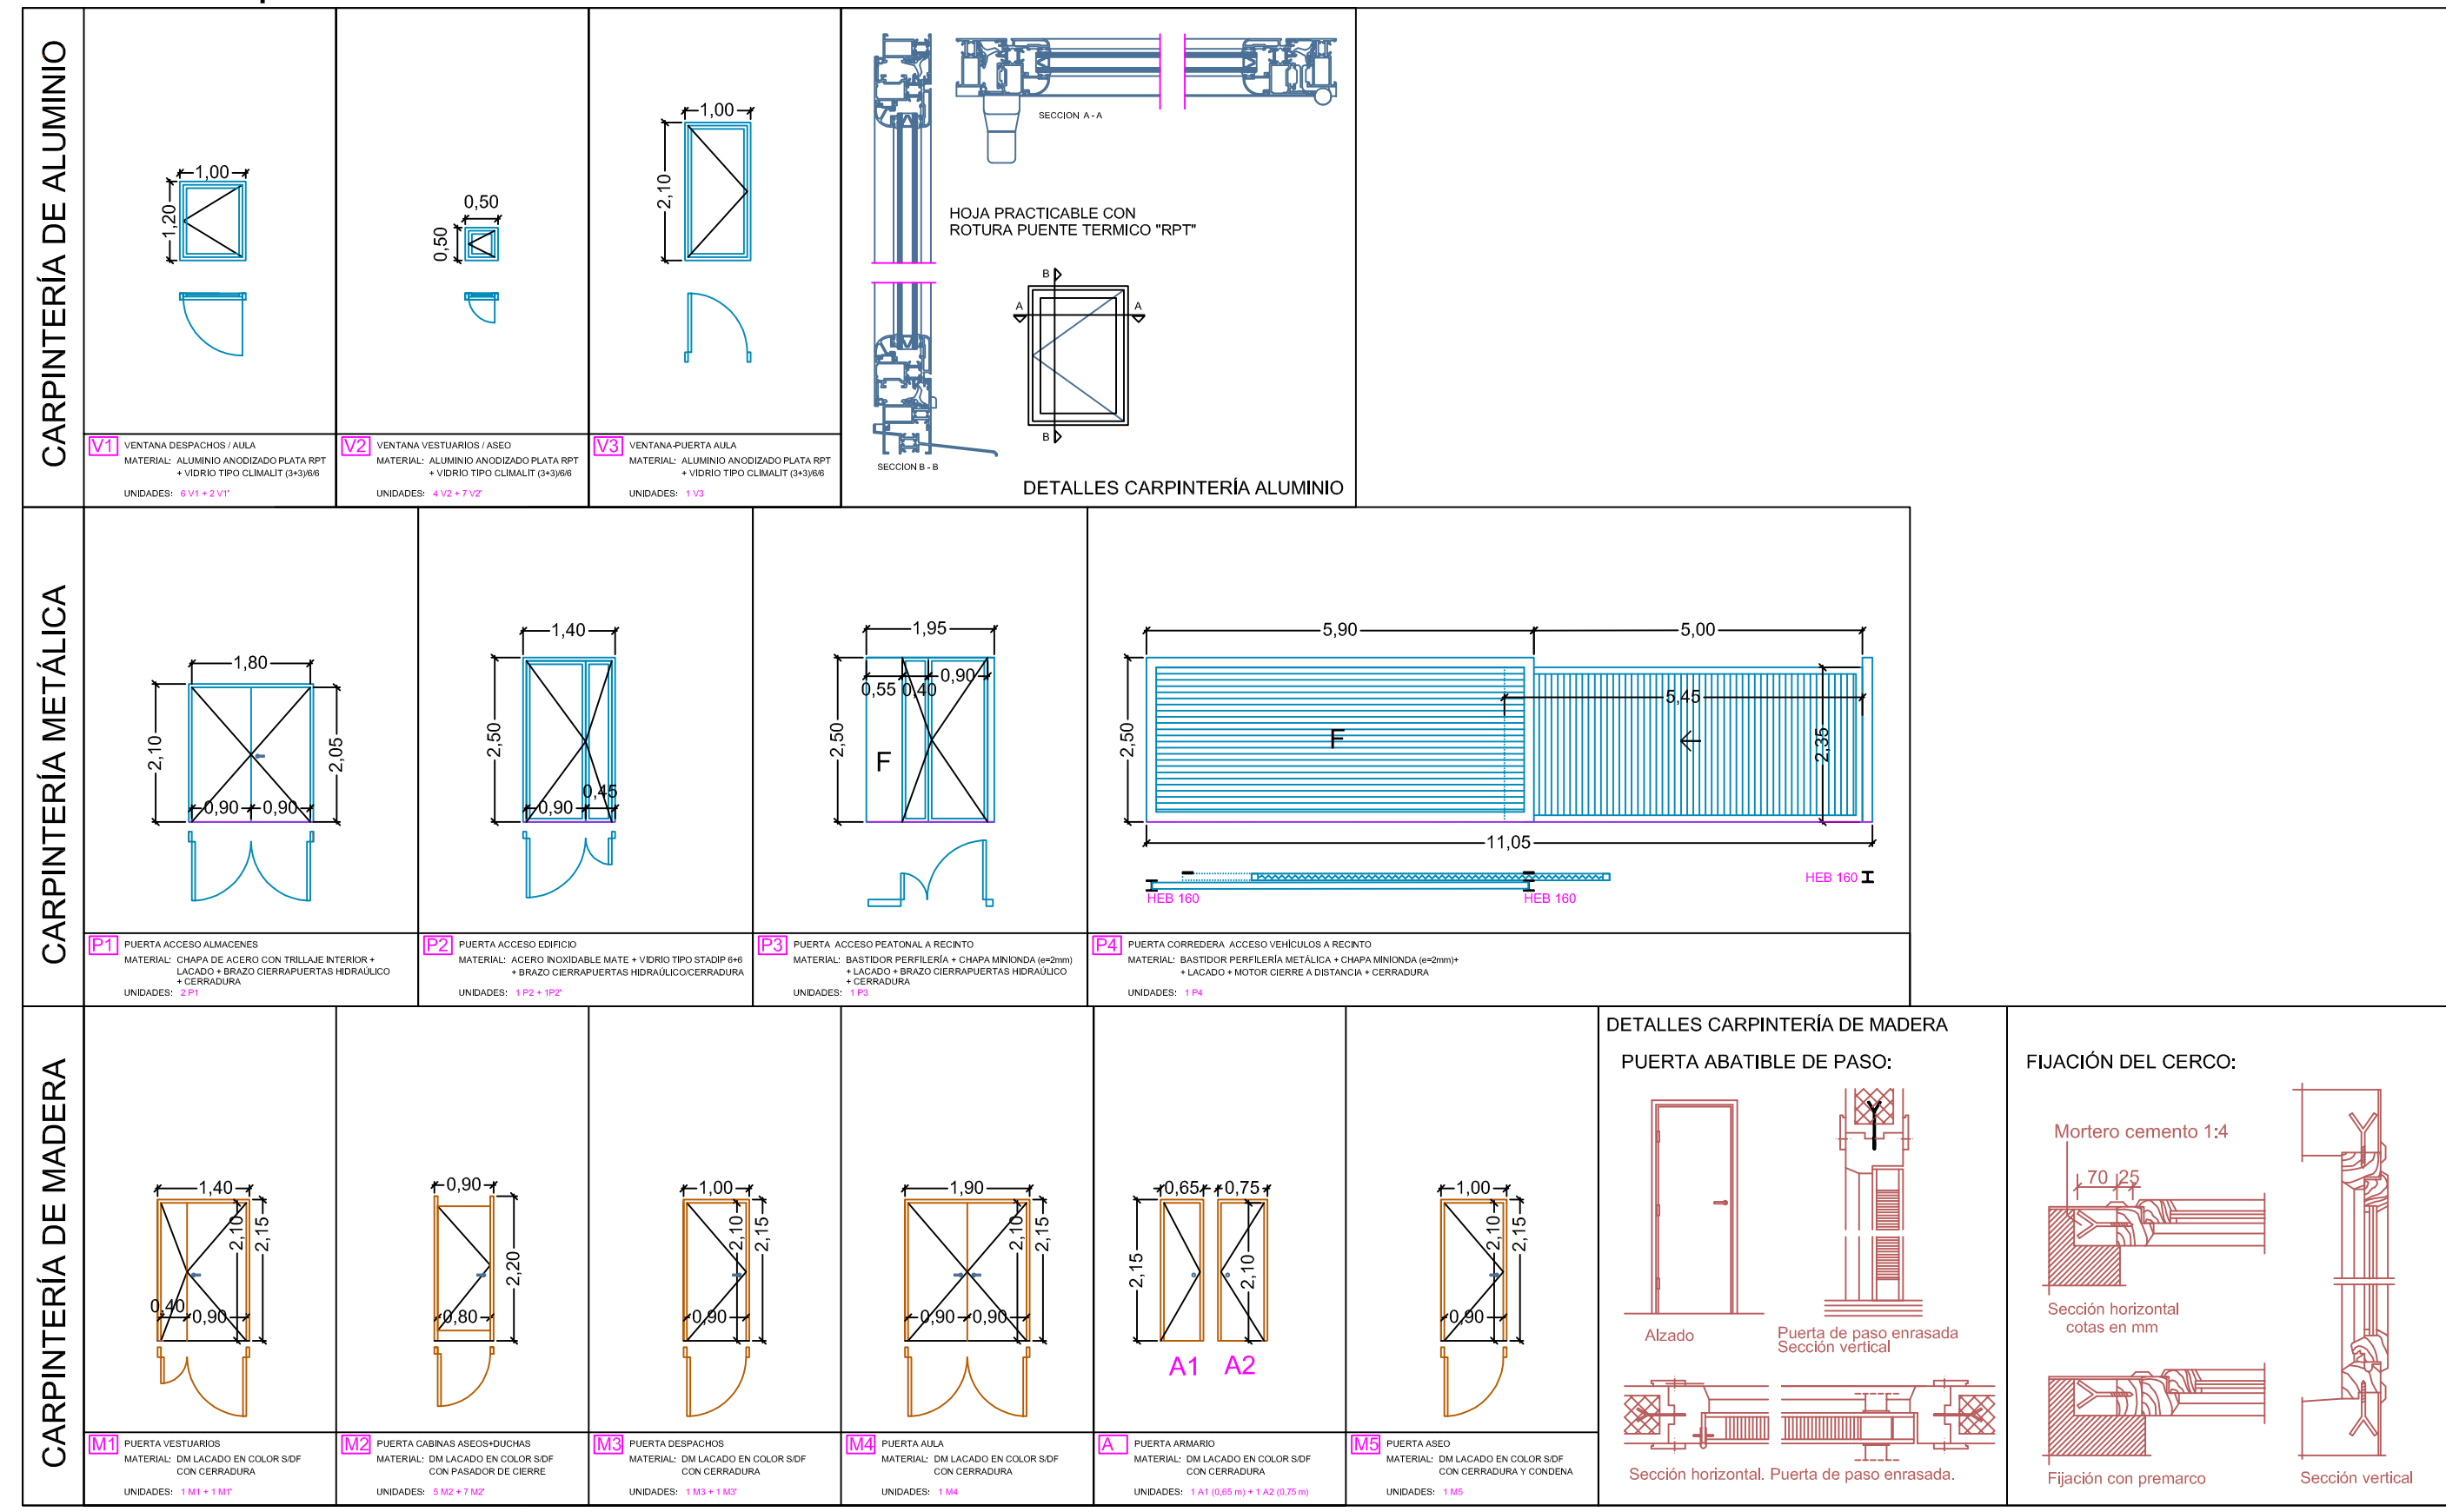 CARPINTERÍA DE ALUMINIO
1,00
1,20
V1 VENTANA DESPACHOS / AULA
MATERIAL: ALUMINIO ANODIZADO PLATA RPT
+ VIDRIO TIPO CLIMALIT (3+3)/6/6
UNIDADES: 6 V1 + 2 V1'
0,50
0,50
V2 VENTANA VESTUARIOS / ASEO
MATERIAL: ALUMINIO ANODIZADO PLATA RPT
+ VIDRIO TIPO CLIMALIT (3+3)/6/6
UNIDADES: 4 V2 + 7 V2'
1,00
2,10
V3 VENTANA-PUERTA AULA
MATERIAL: ALUMINIO ANODIZADO PLATA RPT
+ VIDRIO TIPO CLIMALIT (3+3)/6/6
UNIDADES: 1 V3
SECCION A - A
HOJA PRACTICABLE CON
ROTURA PUENTE TERMICO "RPT"
B
A A
B
SECCION B - B
DETALLES CARPINTERÍA ALUMINIO
CARPINTERÍA METÁLICA
1,80
2,10
2,05
0,90 0,90
P1 PUERTA ACCESO ALMACENES
MATERIAL: CHAPA DE ACERO CON TRILLAJE INTERIOR +
LACADO + BRAZO CIERRAPUERTAS HIDRAÚLICO
+ CERRADURA
UNIDADES: 2 P1
1,40
2,50
0,45
0,90
P2 PUERTA ACCESO EDIFICIO
MATERIAL: ACERO INOXIDABLE MATE + VIDRIO TIPO STADIP 6+6
+ BRAZO CIERRAPUERTAS HIDRAÚLICO/CERRADURA
UNIDADES: 1 P2 + 1P2'
1,95
0,90
0,55 0,40
2,50
F
P3 PUERTA ACCESO PEATONAL A RECINTO
MATERIAL: BASTIDOR PERFILERÍA + CHAPA MINIONDA (e=2mm)
+ LACADO + BRAZO CIERRAPUERTAS HIDRAÚLICO
+ CERRADURA
UNIDADES: 1 P3
5,90 5,00
5,45
2,50
F
2,35
11,05
HEB 160 HEB 160 HEB 160
P4 PUERTA CORREDERA ACCESO VEHÍCULOS A RECINTO
MATERIAL: BASTIDOR PERFILERÍA METÁLICA + CHAPA MINIONDA (e=2mm)+
+ LACADO + MOTOR CIERRE A DISTANCIA + CERRADURA
UNIDADES: 1 P4
CARPINTERÍA DE MADERA
1,40
2,10
2,15
0,40 0,90
M1 PUERTA VESTUARIOS
MATERIAL: DM LACADO EN COLOR S/DF
CON CERRADURA
UNIDADES: 1 M1 + 1 M1'
0,90
2,20
0,80
M2 PUERTA CABINAS ASEOS+DUCHAS
MATERIAL: DM LACADO EN COLOR S/DF
CON PASADOR DE CIERRE
UNIDADES: 5 M2 + 7 M2'
1,00
2,10
2,15
0,90
M3 PUERTA DESPACHOS
MATERIAL: DM LACADO EN COLOR S/DF
CON CERRADURA
UNIDADES: 1 M3 + 1 M3'
1,90
2,10
2,15
0,90 0,90
M4 PUERTA AULA
MATERIAL: DM LACADO EN COLOR S/DF
CON CERRADURA
UNIDADES: 1 M4
0,65 0,75
2,15
2,10
A1 A2
A PUERTA ARMARIO
MATERIAL: DM LACADO EN COLOR S/DF
CON CERRADURA
UNIDADES: 1 A1 (0,65 m) + 1 A2 (0,75 m)
1,00
2,10
2,15
0,90
M5 PUERTA ASEO
MATERIAL: DM LACADO EN COLOR S/DF
CON CERRADURA Y CONDENA
UNIDADES: 1 M5
DETALLES CARPINTERÍA DE MADERA
PUERTA ABATIBLE DE PASO:
Alzado
Puerta de paso enrasada
Sección vertical
Sección horizontal. Puerta de paso enrasada.
FIJACIÓN DEL CERCO:
Mortero cemento 1:4
70 25
Sección horizontal
cotas en mm
Fijación con premarco
Sección vertical